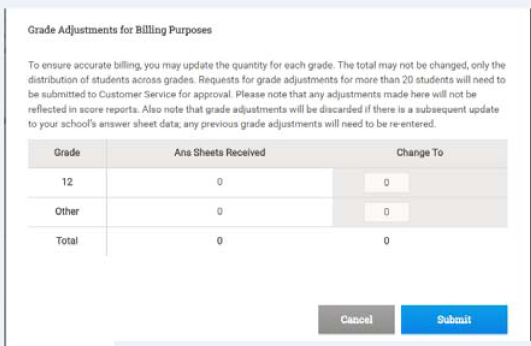 Grade Adjustments for Billing Purposes
To ensure accurate billing, you may update the quantity for each grade. The total may not be changed, only the
distribution of students across grades. Requests for grade adjustments for more than 20 students will need to
be submitted to Customer Service for approval. Please note that any adjustments made here will not be
reflected in score reports. Also note that grade adjustments will be discarded if there is a subsequent update
to your school's answer sheet data; any previous grade adjustments will need to be re-entered.
Grade Ans Sheets Received Change To
12 0 0
Other 0 0
Total 0 0
Cancel Submit